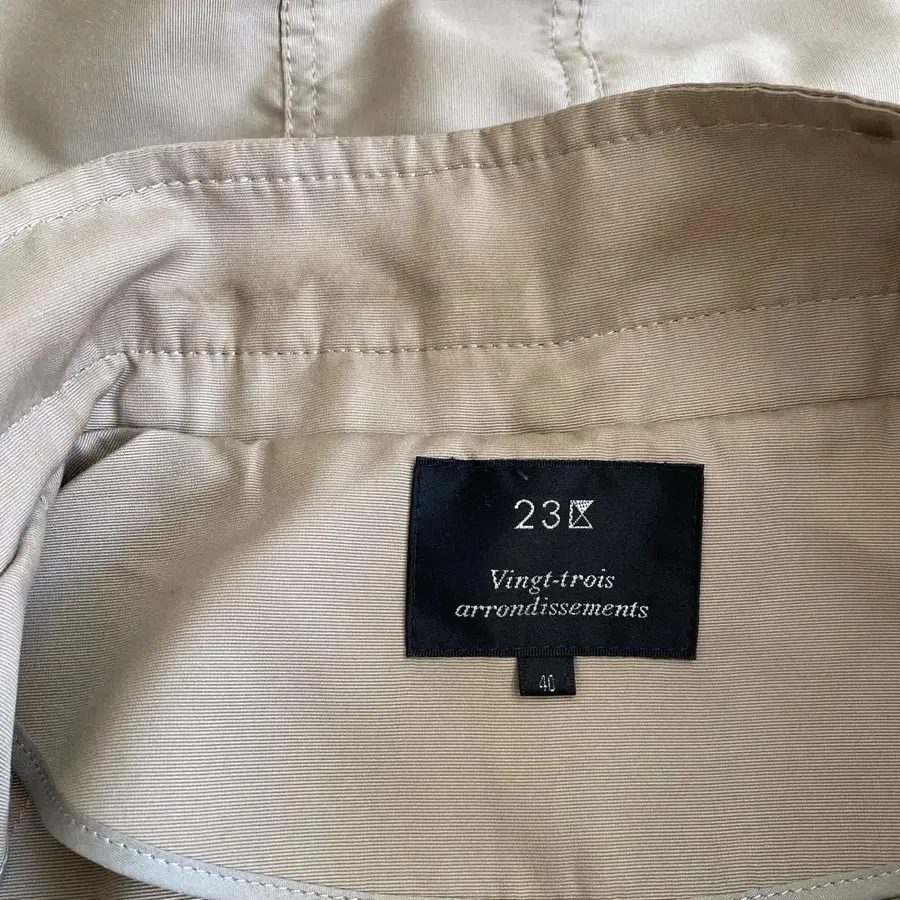 23区
Vingt-trois
arrondissements
40